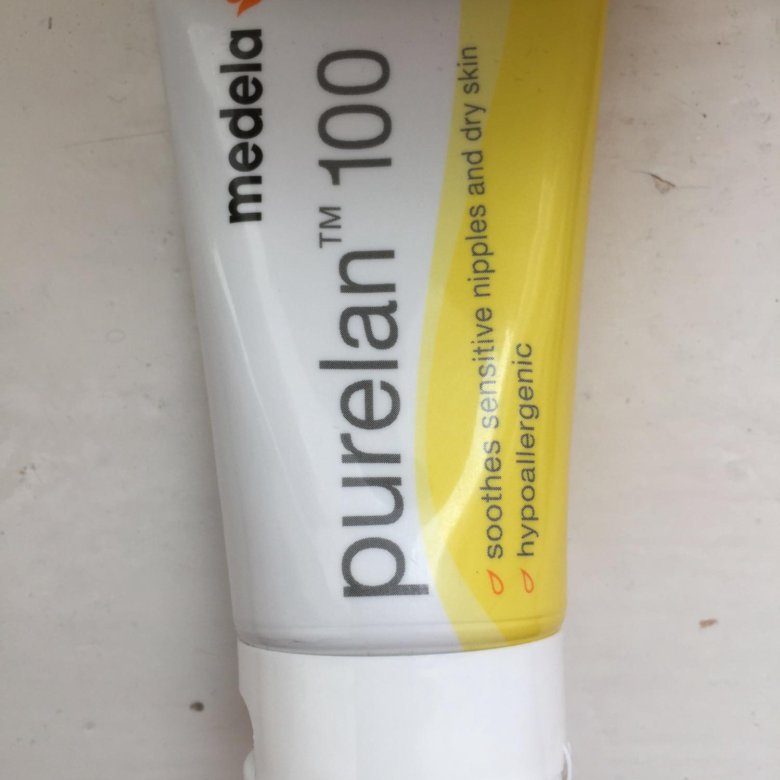 medela
purelan™ 100
soothes sensitive nipples and dry skin
hypoallergenic